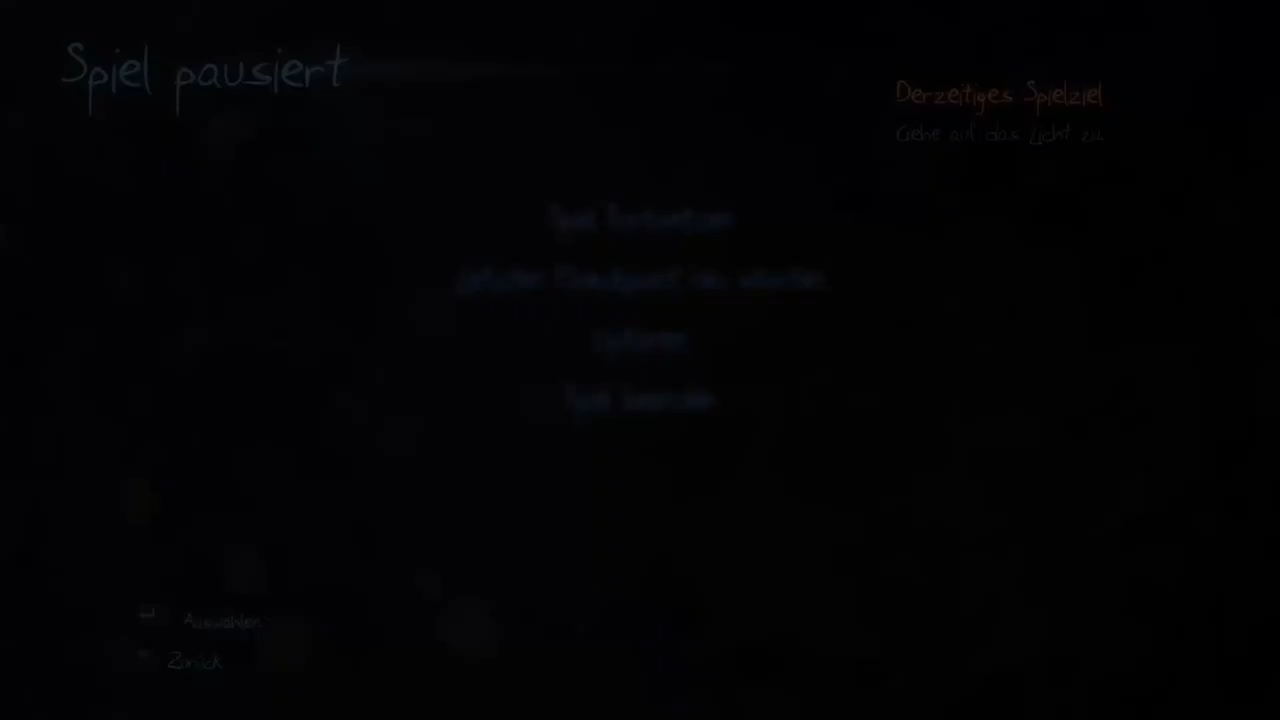 Spiel pausiert
Derzeitiges Spielziel
Gehe auf das Licht zu
Spiel fortsetzen
Letzten Checkpoint neu starten
Optionen
Spiel beenden
Auswählen
Zurück